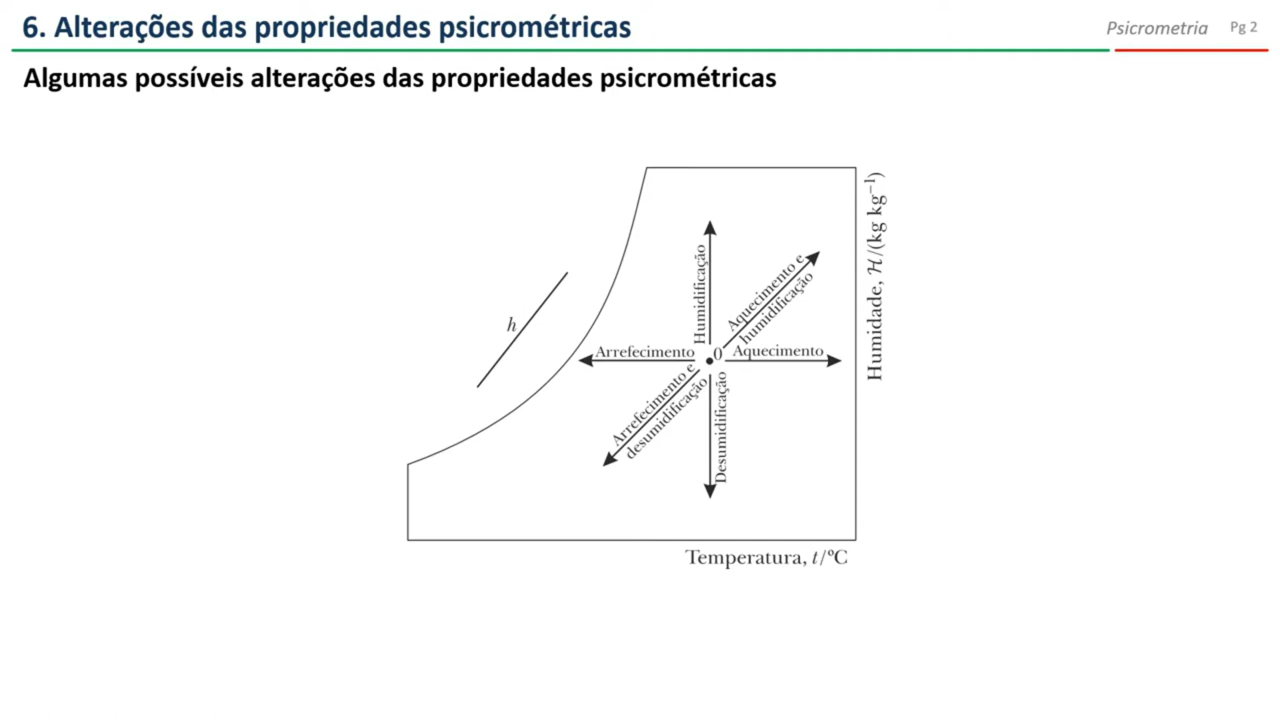 6. Alterações das propriedades psicrométricas
Psicrometria Pg 2
Algumas possíveis alterações das propriedades psicrométricas
h
Humidificação
Aquecimento e
humidificação
Arrefecimento
0
Aquecimento
Arrefecimento e
desumidificação
Desumidificação
Humidade, ℋ/(kg kg⁻¹)
Temperatura, t/ºC